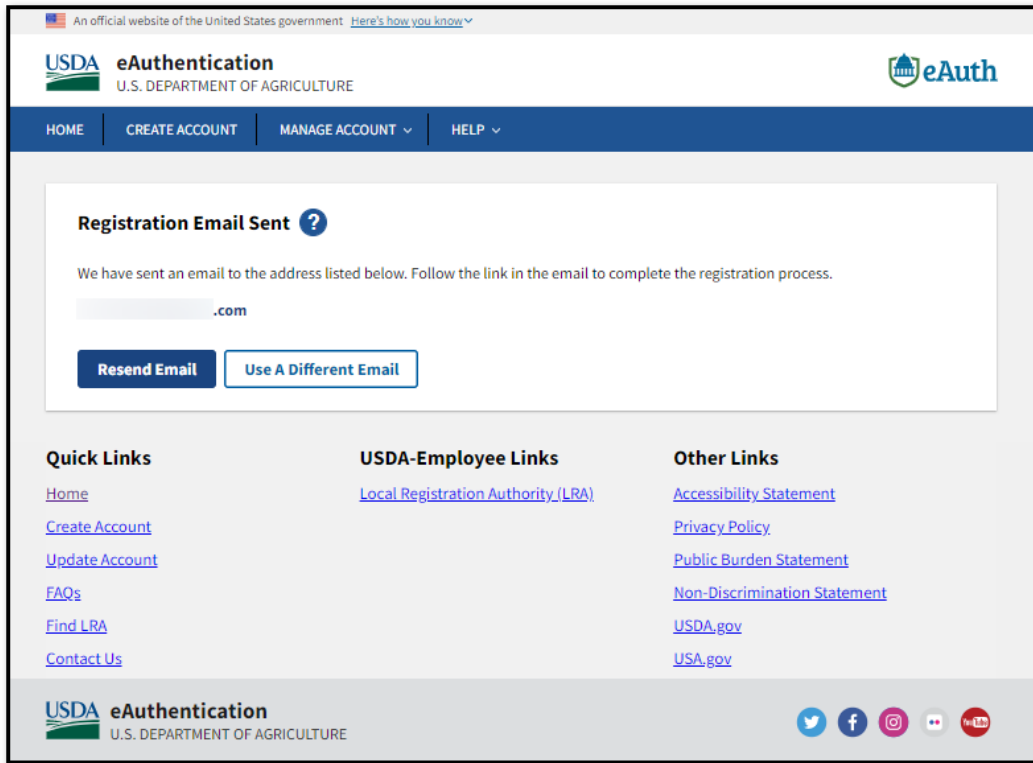 An official website of the United States government Here's how you know
USDA eAuthentication
U.S. DEPARTMENT OF AGRICULTURE
eAuth
HOME CREATE ACCOUNT MANAGE ACCOUNT HELP
Registration Email Sent ?
We have sent an email to the address listed below. Follow the link in the email to complete the registration process.
.com
Resend Email Use A Different Email
Quick Links
Home
Create Account
Update Account
FAQs
Find LRA
Contact Us
USDA-Employee Links
Local Registration Authority (LRA)
Other Links
Accessibility Statement
Privacy Policy
Public Burden Statement
Non-Discrimination Statement
USDA.gov
USA.gov
USDA eAuthentication
U.S. DEPARTMENT OF AGRICULTURE
YouTube